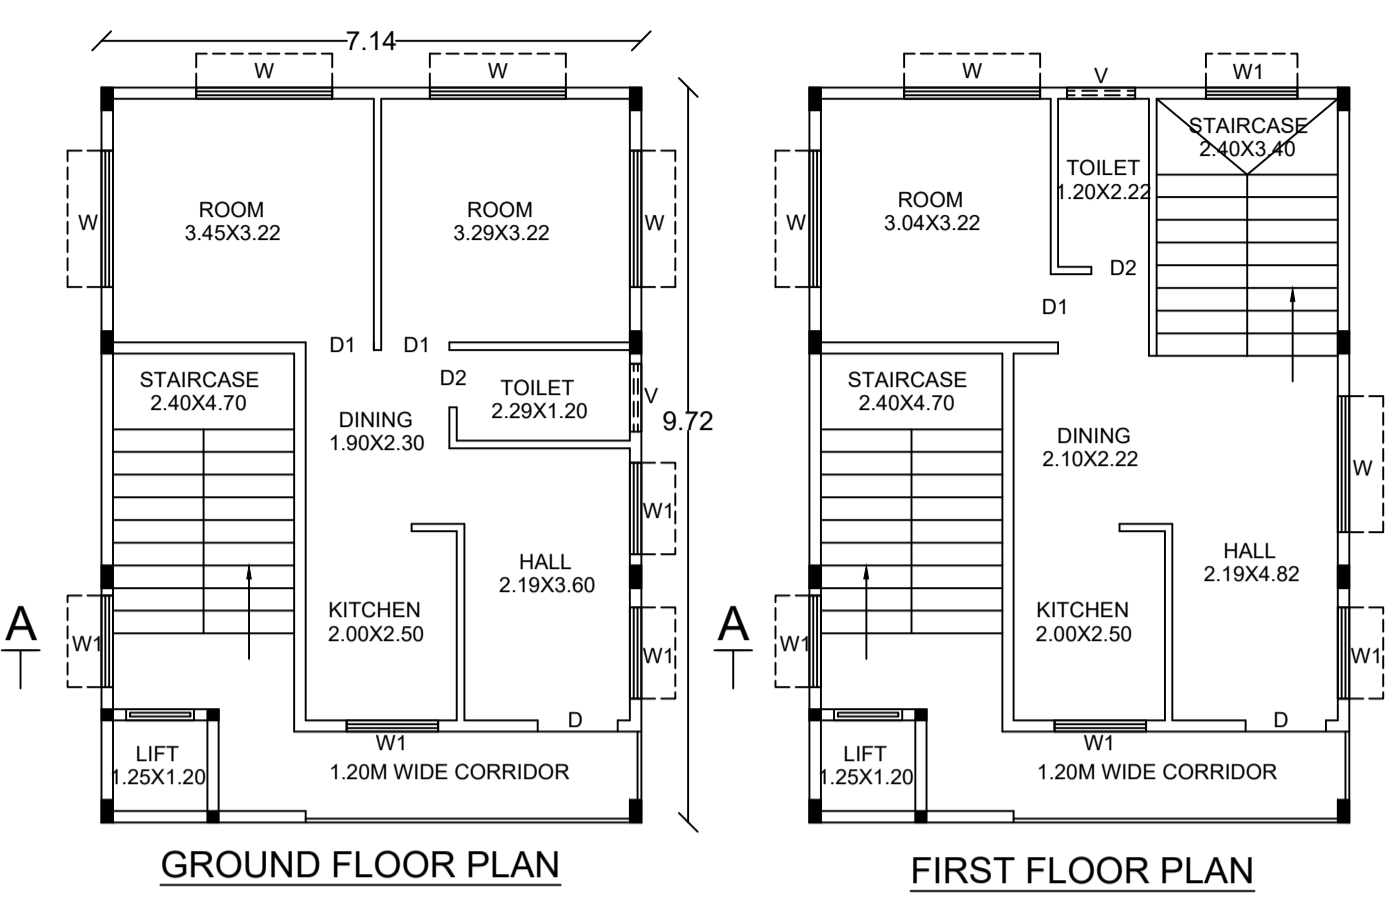 7.14
W
W
W
ROOM
3.45X3.22
ROOM
3.29X3.22
W
D1
D1
STAIRCASE
2.40X4.70
D2
TOILET
2.29X1.20
V
DINING
1.90X2.30
9.72
W1
HALL
2.19X3.60
KITCHEN
2.00X2.50
A
W1
W1
D
LIFT
1.25X1.20
W1
1.20M WIDE CORRIDOR
GROUND FLOOR PLAN
W
V
W1
STAIRCASE
2.40X3.40
TOILET
1.20X2.22
W
ROOM
3.04X3.22
D2
D1
STAIRCASE
2.40X4.70
DINING
2.10X2.22
W
HALL
2.19X4.82
KITCHEN
2.00X2.50
A
W1
W1
D
LIFT
1.25X1.20
W1
1.20M WIDE CORRIDOR
FIRST FLOOR PLAN